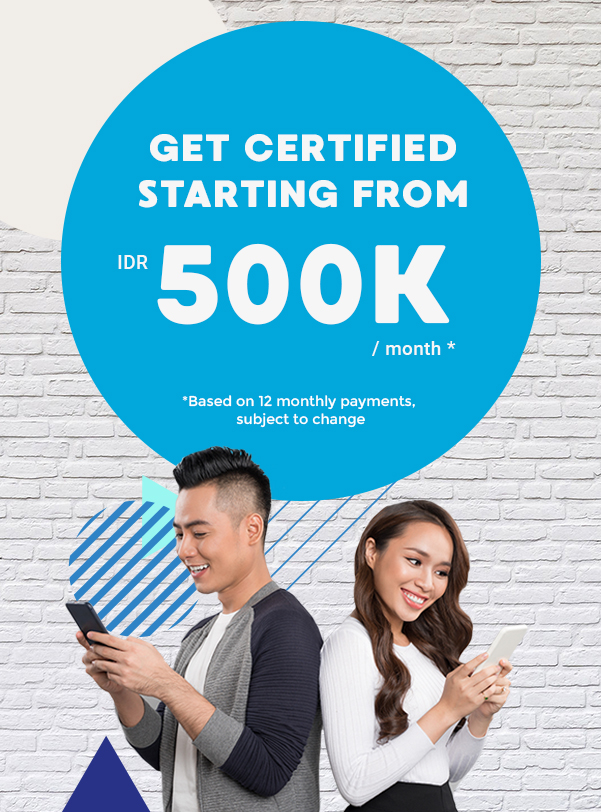 GET CERTIFIED
STARTING FROM
IDR 500K
/ month *
*Based on 12 monthly payments,
subject to change